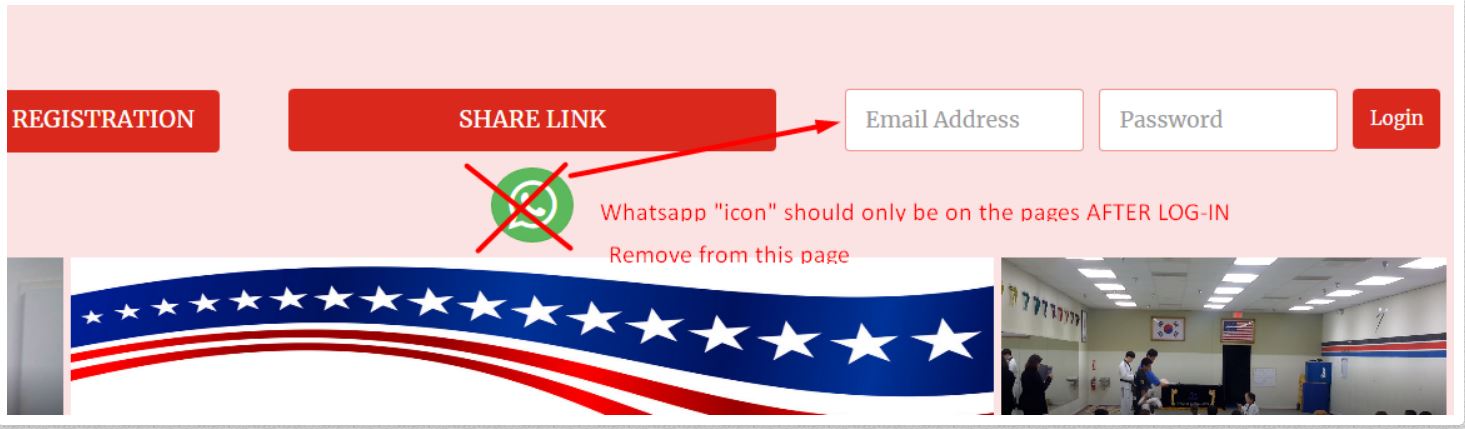 REGISTRATION
SHARE LINK
Email Address
Password
Login
Whatsapp "icon" should only be on the pages AFTER LOG-IN
Remove from this page